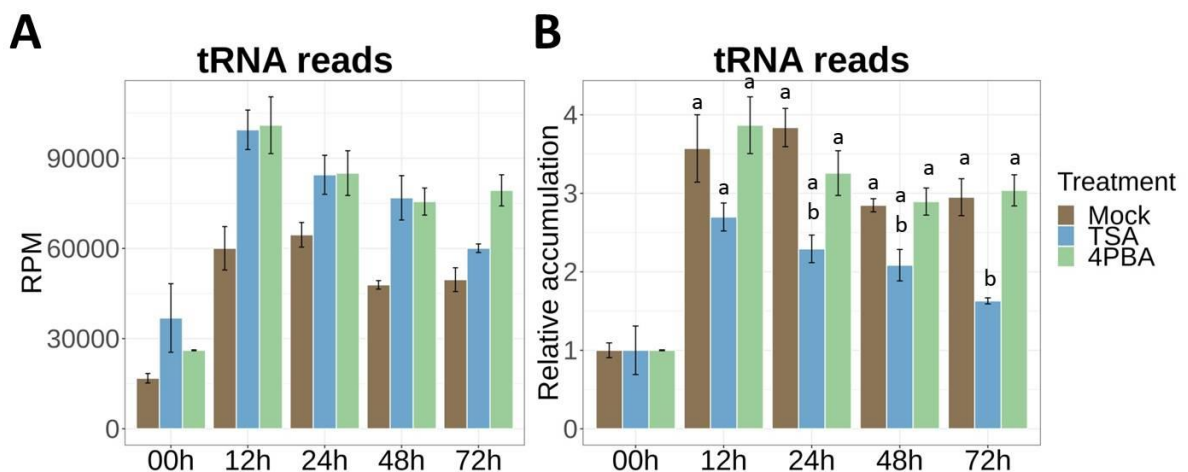 A
tRNA reads
RPM
90000
60000
30000
0
00h 12h 24h 48h 72h
B
tRNA reads
Relative accumulation
4
3
2
1
0
a a a
a a
a a a a a
b b b
00h 12h 24h 48h 72h
Treatment
Mock
TSA
4PBA